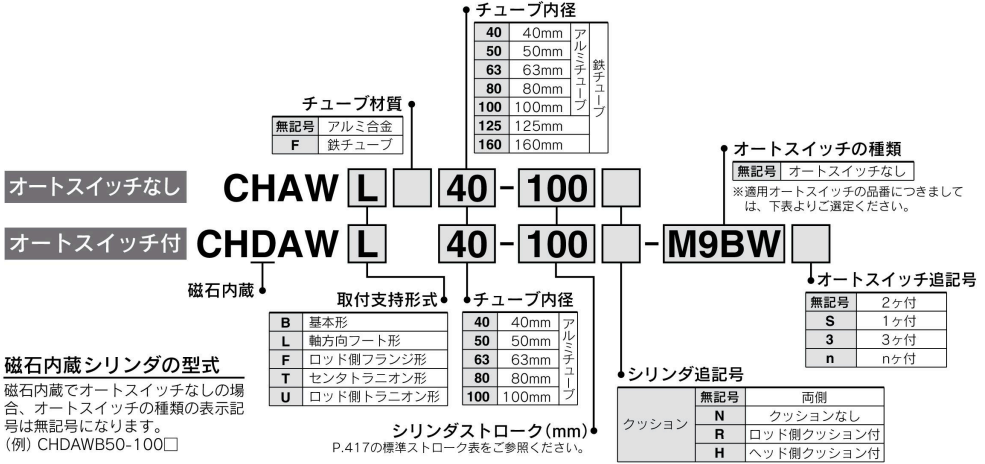 チューブ内径
40 40mm アルミチューブ 鉄チューブ
50 50mm
63 63mm
80 80mm
100 100mm
125 125mm
160 160mm
チューブ材質
無記号 アルミ合金
F 鉄チューブ
オートスイッチの種類
無記号 オートスイッチなし
※適用オートスイッチの品番につきまして
は、下表よりご選定ください。
オートスイッチなし CHAW L 40 - 100
オートスイッチ付 CHDAW L 40 - 100 - M9BW
磁石内蔵
取付支持形式
B 基本形
L 軸方向フート形
F ロッド側フランジ形
T センタトラニオン形
U ロッド側トラニオン形
チューブ内径
40 40mm アルミチューブ
50 50mm
63 63mm
80 80mm
100 100mm
オートスイッチ追記号
無記号 2ヶ付
S 1ヶ付
3 3ヶ付
n nヶ付
シリンダ追記号
クッション 無記号 両側
N クッションなし
R ロッド側クッション付
H ヘッド側クッション付
シリンダストローク(mm)
P.417の標準ストローク表をご参照ください。
磁石内蔵シリンダの型式
磁石内蔵でオートスイッチなしの場
合、オートスイッチの種類の表示記
号は無記号になります。
(例) CHDAWB50-100□